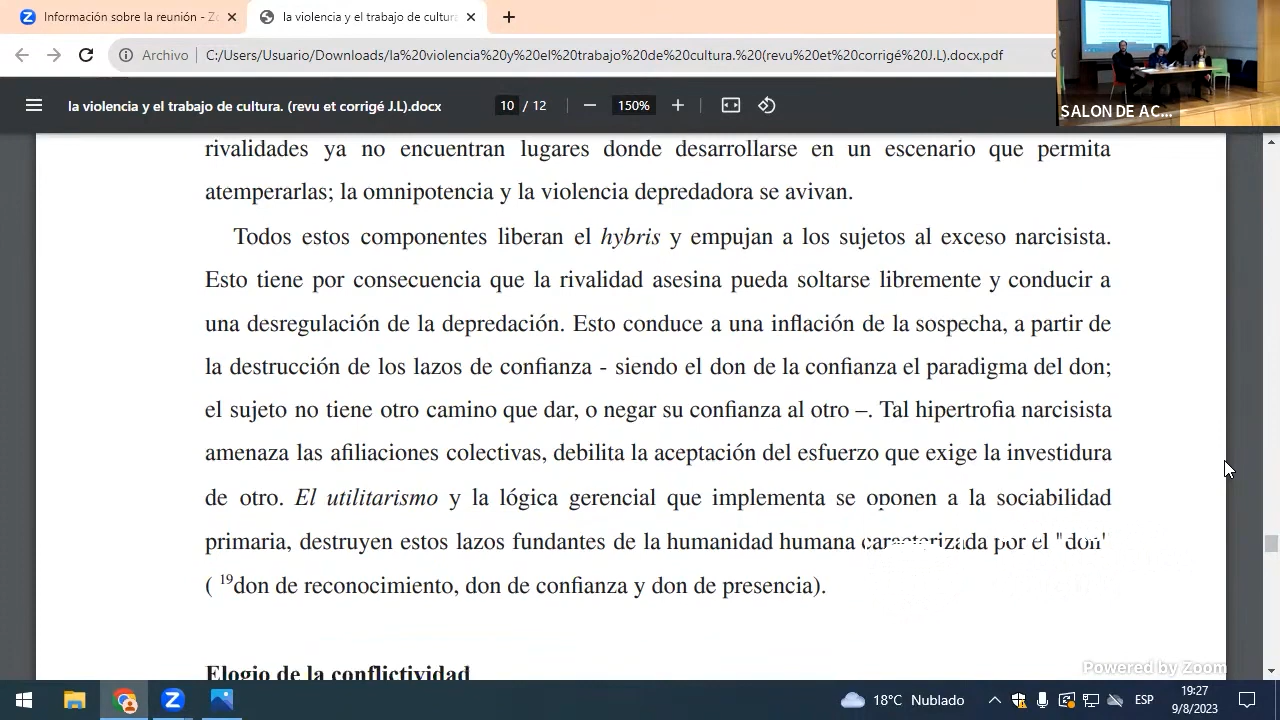 Información sobre la reunión - Zo
la violencia y el trabajo de cultura
Archivo
C:/Users/Usuario/Downloads/la%20violencia%20y%20el%20trabajo%20de%20cultura.%20(revu%20et%20corrigé%20J.L).docx.pdf
SALON DE AC...
la violencia y el trabajo de cultura. (revu et corrigé J.L).docx
10 / 12
150%
rivalidades ya no encuentran lugares donde desarrollarse en un escenario que permita
atemperarlas; la omnipotencia y la violencia depredadora se avivan.
Todos estos componentes liberan el hybris y empujan a los sujetos al exceso narcisista.
Esto tiene por consecuencia que la rivalidad asesina pueda soltarse libremente y conducir a
una desregulación de la depredación. Esto conduce a una inflación de la sospecha, a partir de
la destrucción de los lazos de confianza - siendo el don de la confianza el paradigma del don;
el sujeto no tiene otro camino que dar, o negar su confianza al otro –. Tal hipertrofia narcisista
amenaza las afiliaciones colectivas, debilita la aceptación del esfuerzo que exige la investidura
de otro. El utilitarismo y la lógica gerencial que implementa se oponen a la sociabilidad
primaria, destruyen estos lazos fundantes de la humanidad humana caracterizada por el "don"
( 19don de reconocimiento, don de confianza y don de presencia).
Elogio de la conflictividad
Powered by Zoom
18°C Nublado
ESP
19:27
9/8/2023